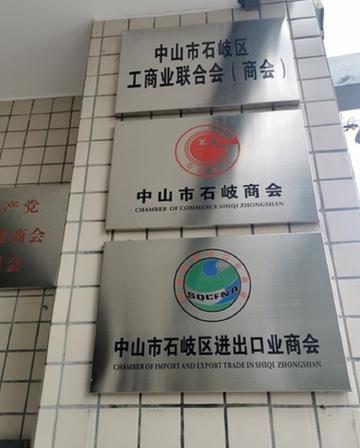 中山市石岐区
工商业联合会（商会）
中山市石岐商会
CHAMBER OF COMMERCE SHIQI ZHONGSHAN
SQCFNA
中山市石岐区进出口业商会
CHAMBER OF IMPORT AND EXPORT TRADE IN SHIQI ZHONGSHAN
产党
商会
会